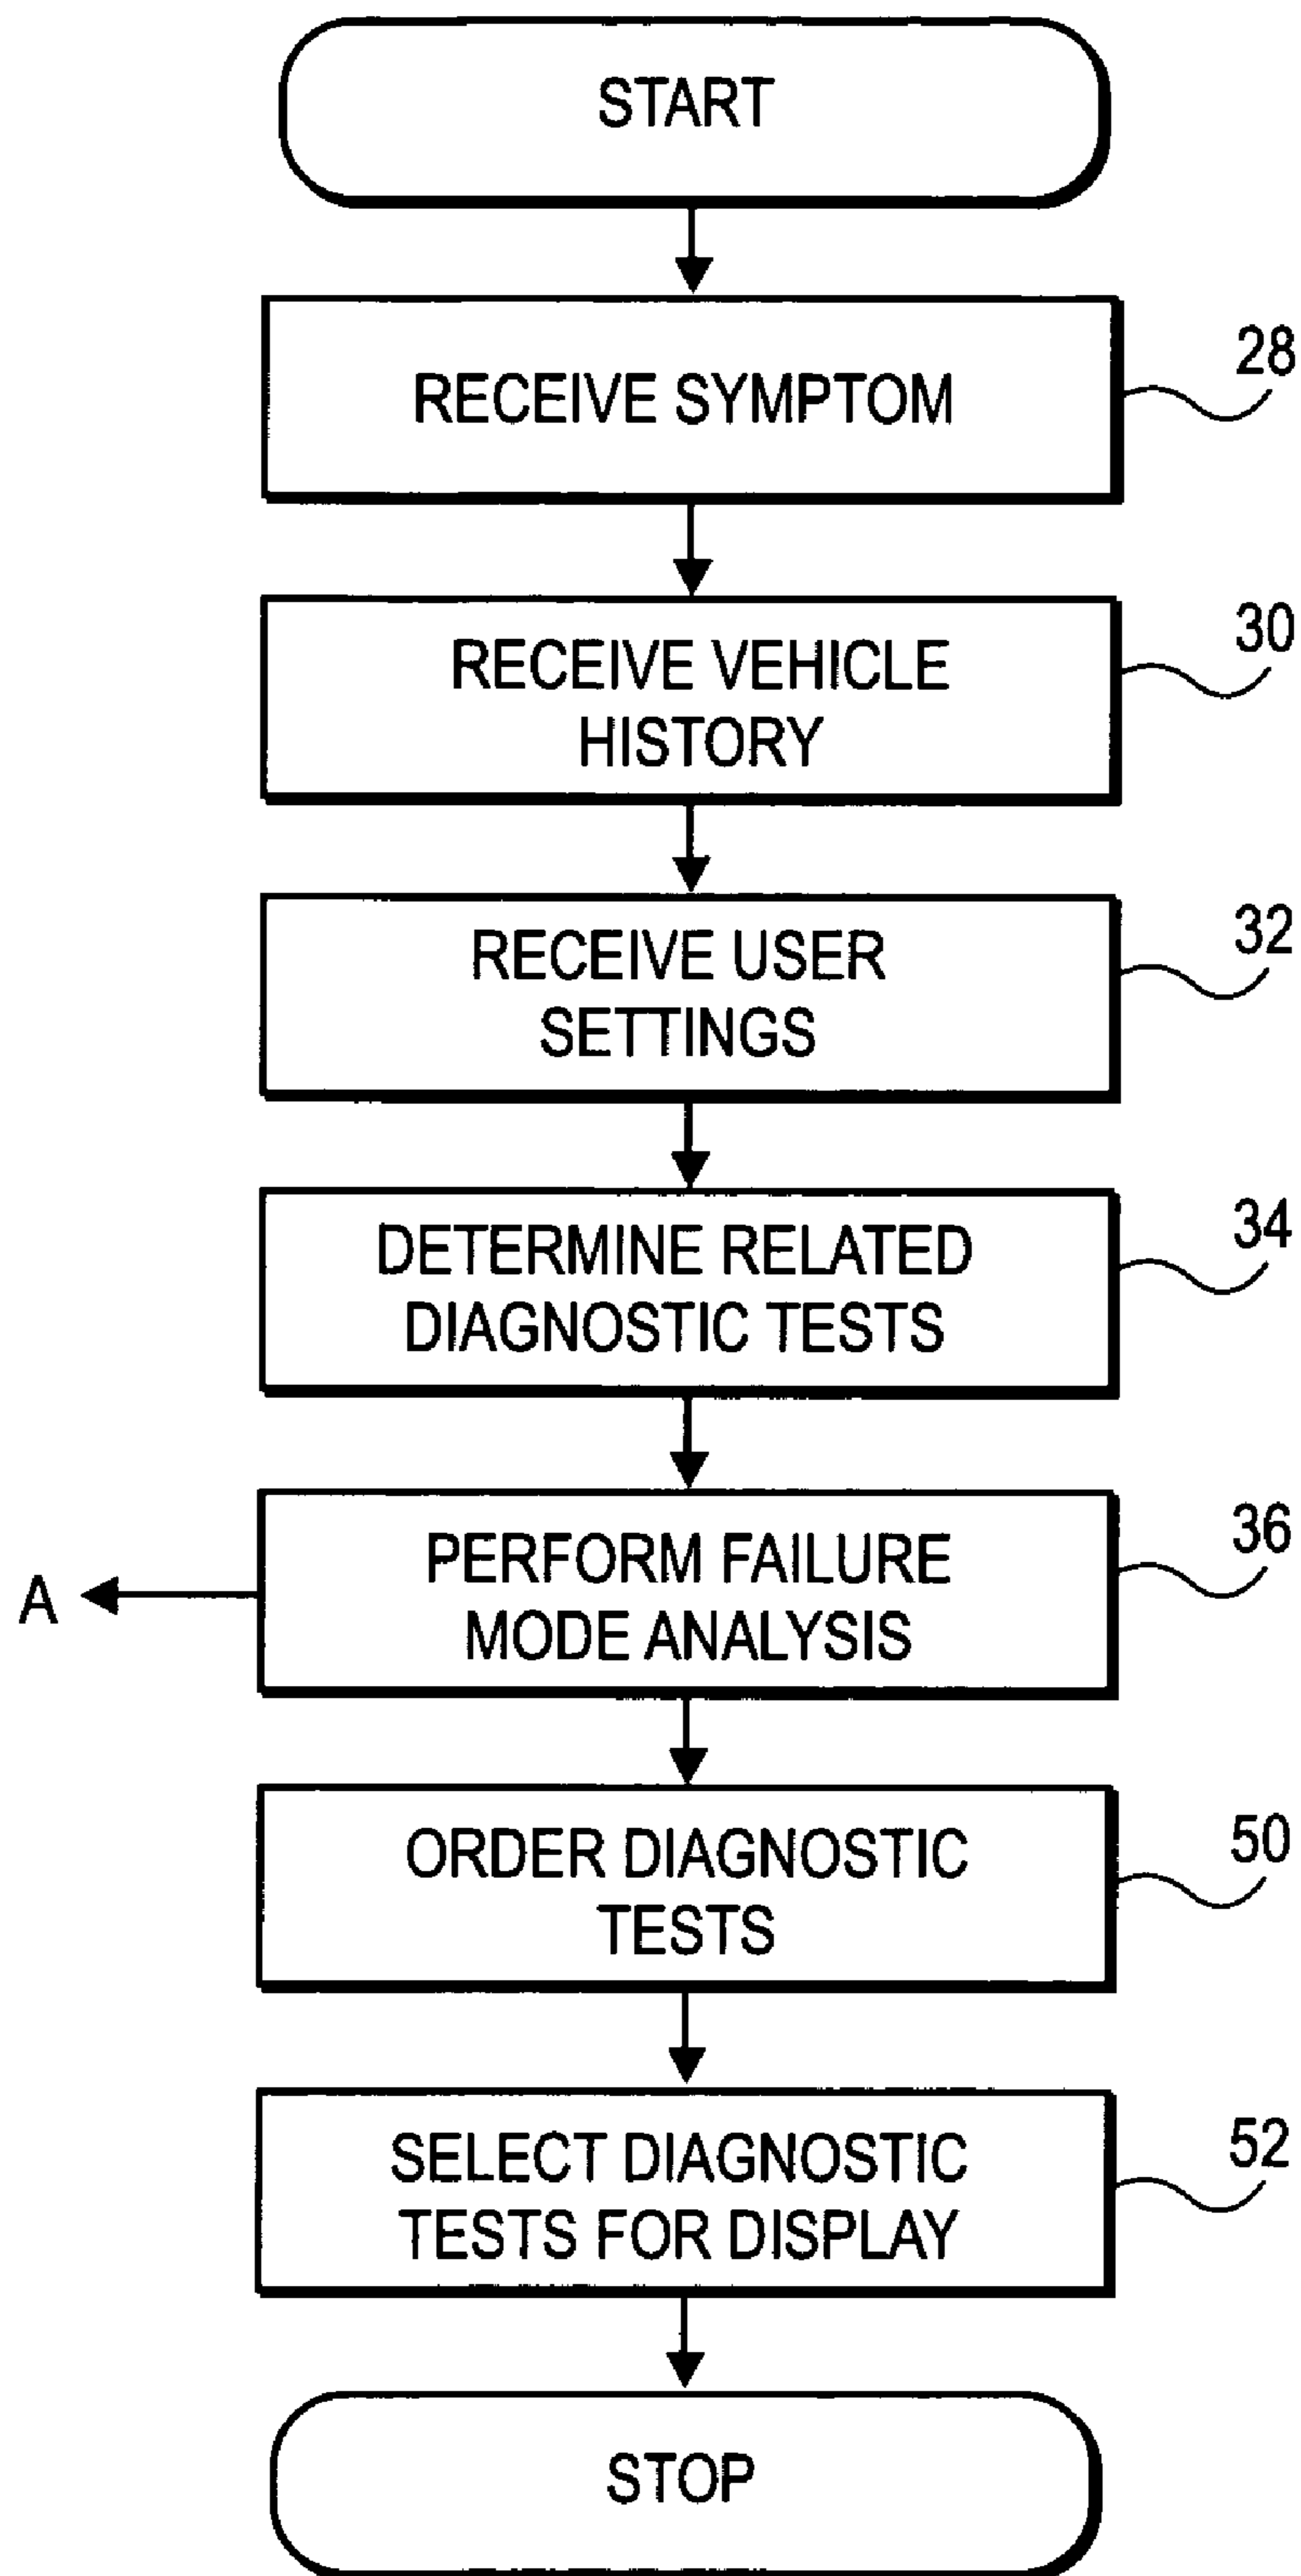 START
RECEIVE SYMPTOM
28
RECEIVE VEHICLE
HISTORY
30
RECEIVE USER
SETTINGS
32
DETERMINE RELATED
DIAGNOSTIC TESTS
34
PERFORM FAILURE
MODE ANALYSIS
36
A
ORDER DIAGNOSTIC
TESTS
50
SELECT DIAGNOSTIC
TESTS FOR DISPLAY
52
STOP